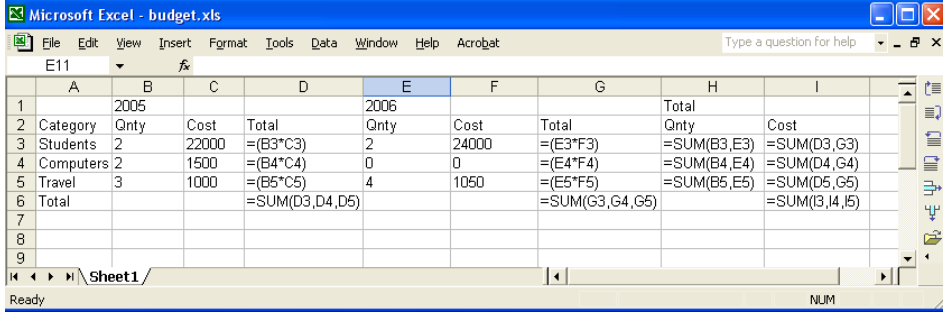 Microsoft Excel - budget.xls
File Edit View Insert Format Tools Data Window Help Acrobat Type a question for help
E11 fx
A B C D E F G H I
1 2005 2006 Total
2 Category Qnty Cost Total Qnty Cost Total Qnty Cost
3 Students 2 22000 =(B3*C3) 2 24000 =(E3*F3) =SUM(B3,E3) =SUM(D3,G3)
4 Computers 2 1500 =(B4*C4) 0 0 =(E4*F4) =SUM(B4,E4) =SUM(D4,G4)
5 Travel 3 1000 =(B5*C5) 4 1050 =(E5*F5) =SUM(B5,E5) =SUM(D5,G5)
6 Total =SUM(D3,D4,D5) =SUM(G3,G4,G5) =SUM(I3,I4,I5)
7
8
9
Sheet1
Ready NUM